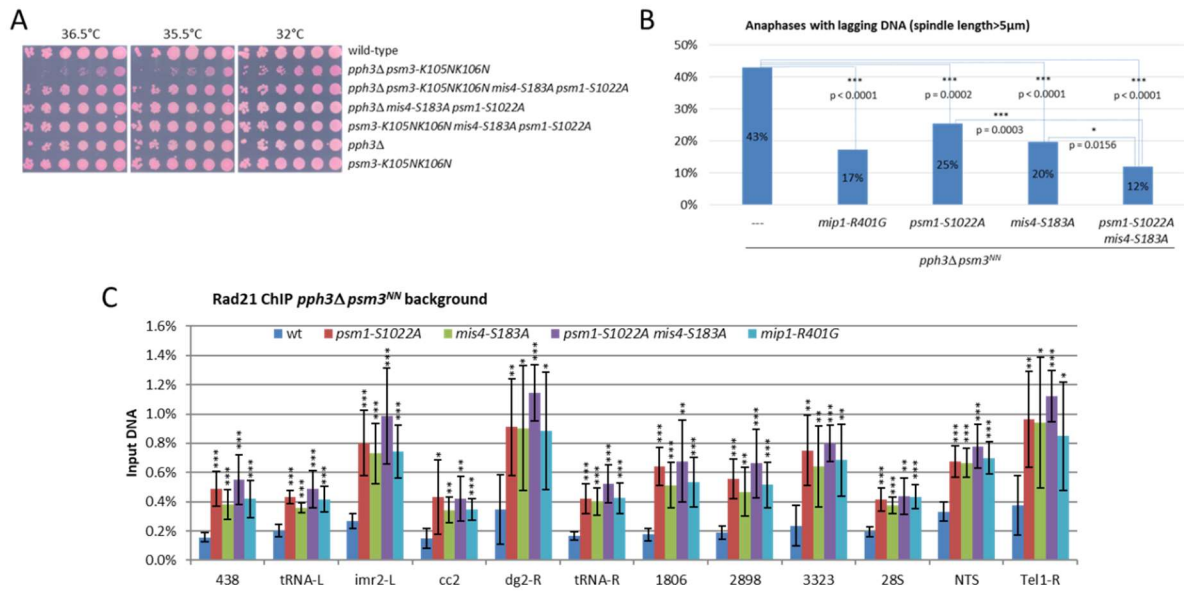 A
36.5°C 35.5°C 32°C
wild-type
pph3Δ psm3-K105NK106N
pph3Δ psm3-K105NK106N mis4-S183A psm1-S1022A
pph3Δ mis4-S183A psm1-S1022A
psm3-K105NK106N mis4-S183A psm1-S1022A
pph3Δ
psm3-K105NK106N
B
Anaphases with lagging DNA (spindle length>5μm)
50%
40%
30%
20%
10%
0%
*** *** *** ***
p < 0.0001 p = 0.0002 p < 0.0001 p < 0.0001
***
p = 0.0003
*
p = 0.0156
43% 17% 25% 20% 12%
--- mip1-R401G psm1-S1022A mis4-S183A psm1-S1022A
mis4-S183A
pph3Δ psm3NN
C
Rad21 ChIP pph3Δ psm3NN background
wt psm1-S1022A mis4-S183A psm1-S1022A mis4-S183A mip1-R401G
Input DNA
1.6%
1.4%
1.2%
1.0%
0.8%
0.6%
0.4%
0.2%
0.0%
*** *** *** ***
*** *** *** ***
*** *** *** ***
* ** ** ***
** * *** *
*** *** *** ***
*** *** ** ***
*** ** *** ***
** ** *** **
*** *** ** ***
*** *** *** ***
** * *** *
438 tRNA-L imr2-L cc2 dg2-R tRNA-R 1806 2898 3323 28S NTS Tel1-R